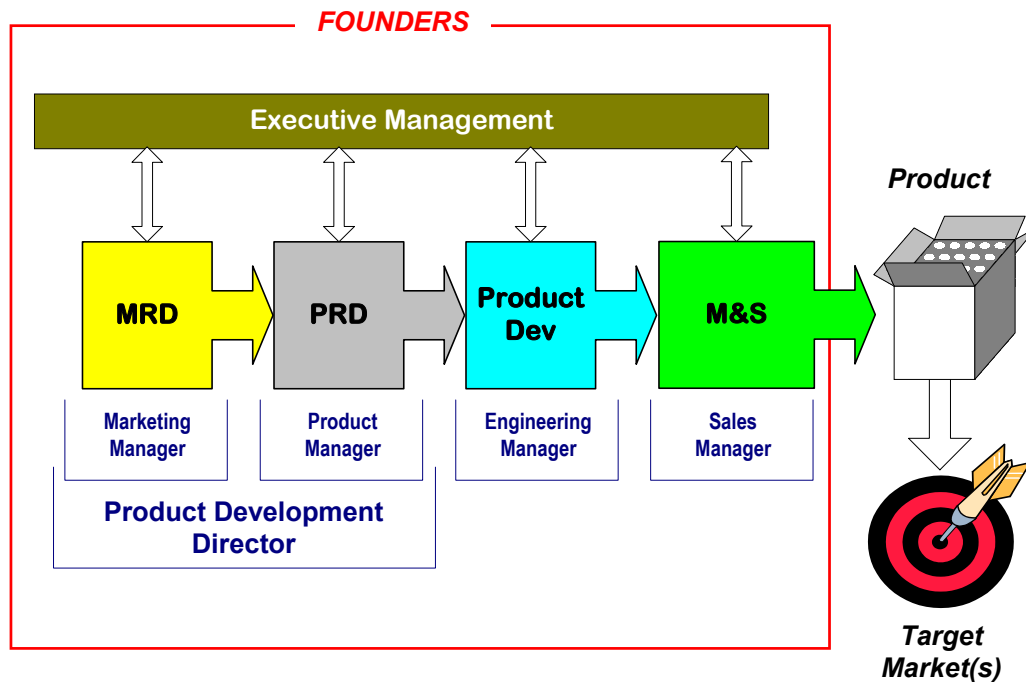 FOUNDERS
Executive Management
Product
MRD
PRD
Product
Dev
M&S
Marketing
Manager
Product
Manager
Engineering
Manager
Sales
Manager
Product Development
Director
Target
Market(s)